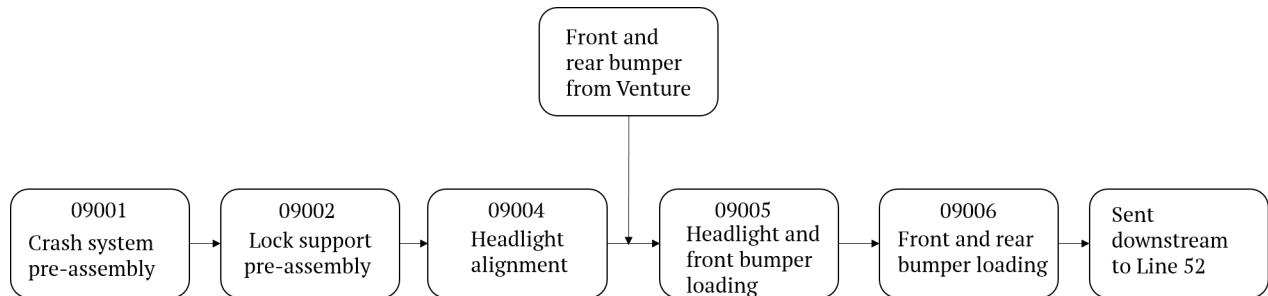 Front and
rear bumper
from Venture
09001
Crash system
pre-assembly
09002
Lock support
pre-assembly
09004
Headlight
alignment
09005
Headlight and
front bumper
loading
09006
Front and rear
bumper loading
Sent
downstream
to Line 52